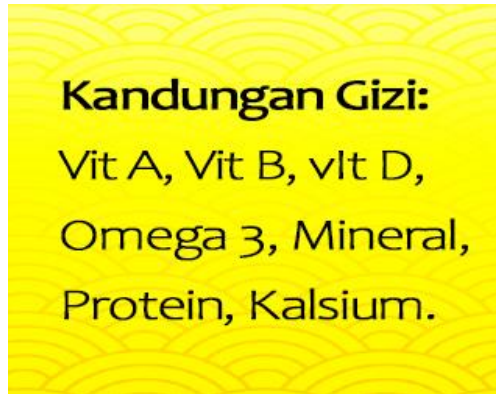 Kandungan Gizi:
Vit A, Vit B, vIt D,
Omega 3, Mineral,
Protein, Kalsium.